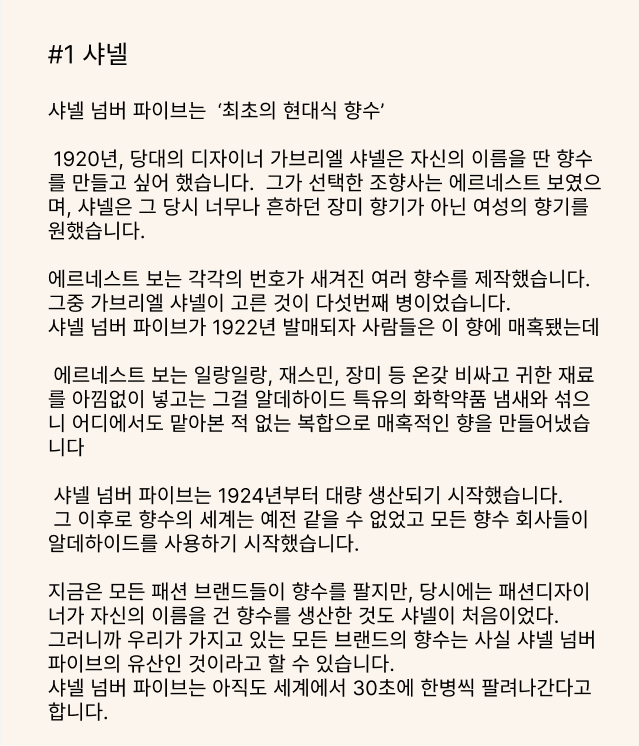 #1 샤넬
샤넬 넘버 파이브는 ‘최초의 현대식 향수’
1920년, 당대의 디자이너 가브리엘 샤넬은 자신의 이름을 딴 향수
를 만들고 싶어 했습니다. 그가 선택한 조향사는 에르네스트 보였으
며, 샤넬은 그 당시 너무나 흔하던 장미 향기가 아닌 여성의 향기를
원했습니다.
에르네스트 보는 각각의 번호가 새겨진 여러 향수를 제작했습니다.
그중 가브리엘 샤넬이 고른 것이 다섯번째 병이었습니다.
샤넬 넘버 파이브가 1922년 발매되자 사람들은 이 향에 매혹됐는데
에르네스트 보는 일랑일랑, 재스민, 장미 등 온갖 비싸고 귀한 재료
를 아낌없이 넣고는 그걸 알데하이드 특유의 화학약품 냄새와 섞으
니 어디에서도 맡아본 적 없는 복합으로 매혹적인 향을 만들어냈습
니다
샤넬 넘버 파이브는 1924년부터 대량 생산되기 시작했습니다.
그 이후로 향수의 세계는 예전 같을 수 없었고 모든 향수 회사들이
알데하이드를 사용하기 시작했습니다.
지금은 모든 패션 브랜드들이 향수를 팔지만, 당시에는 패션디자이
너가 자신의 이름을 건 향수를 생산한 것도 샤넬이 처음이었다.
그러니까 우리가 가지고 있는 모든 브랜드의 향수는 사실 샤넬 넘버
파이브의 유산인 것이라고 할 수 있습니다.
샤넬 넘버 파이브는 아직도 세계에서 30초에 한병씩 팔려나간다고
합니다.